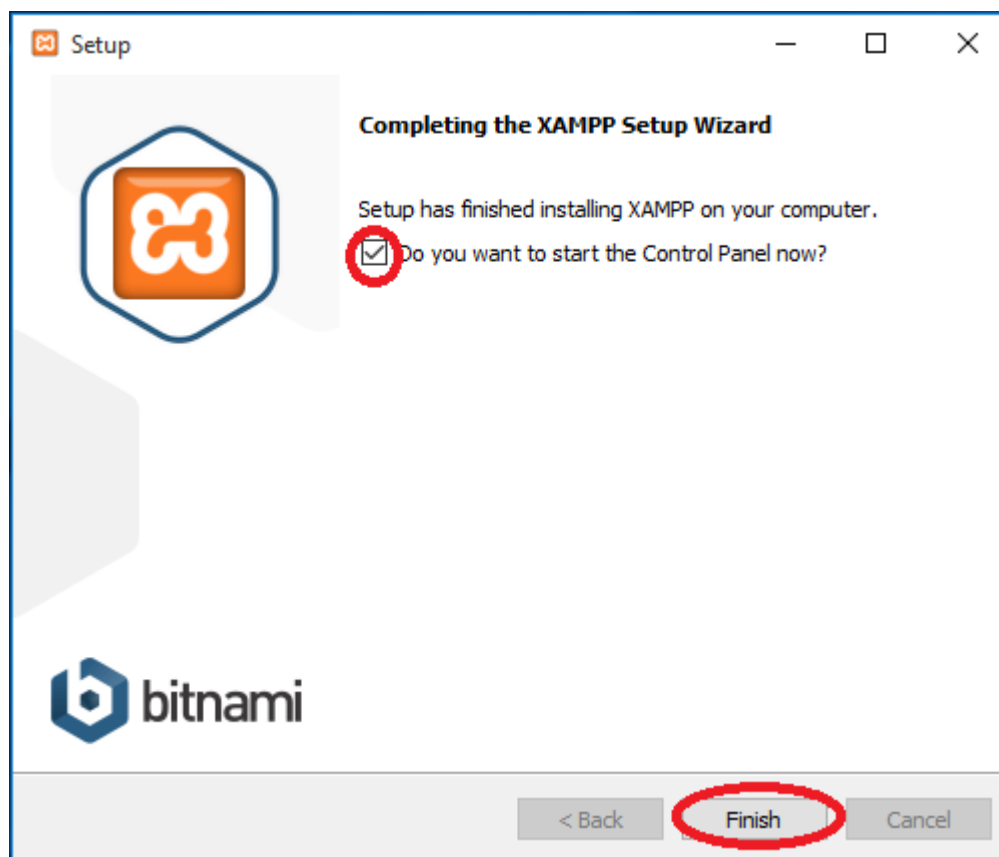 Setup
Completing the XAMPP Setup Wizard
Setup has finished installing XAMPP on your computer.
Do you want to start the Control Panel now?
bitnami
< Back
Finish
Cancel